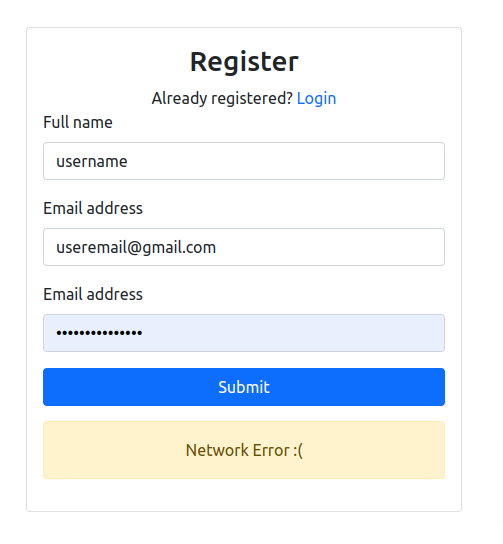 Register
Already registered? Login
Full name
username
Email address
useremail@gmail.com
Email address
•••••••••••••••
Submit
Network Error :(